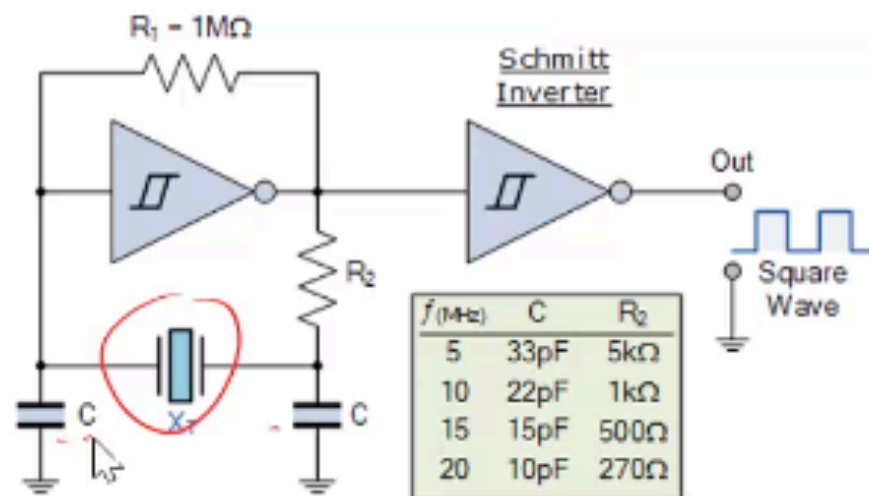 R₁ - 1MΩ
Schmitt
Inverter
Out
R₂
Square
Wave
f(MHz) C R₂
5 33pF 5kΩ
10 22pF 1kΩ
15 15pF 500Ω
20 10pF 270Ω
C
X_T
C